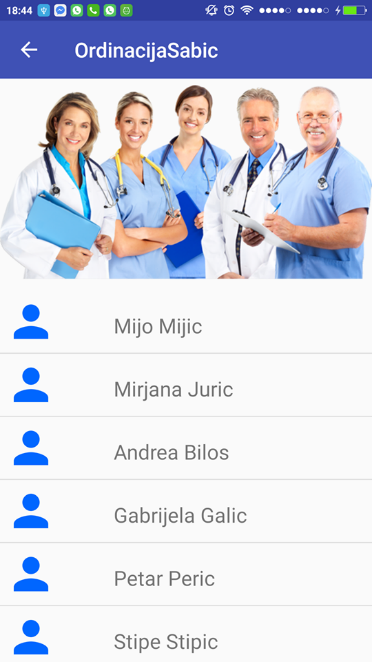 18:44
OrdinacijaSabic
Mijo Mijic
Mirjana Juric
Andrea Bilos
Gabrijela Galic
Petar Peric
Stipe Stipic